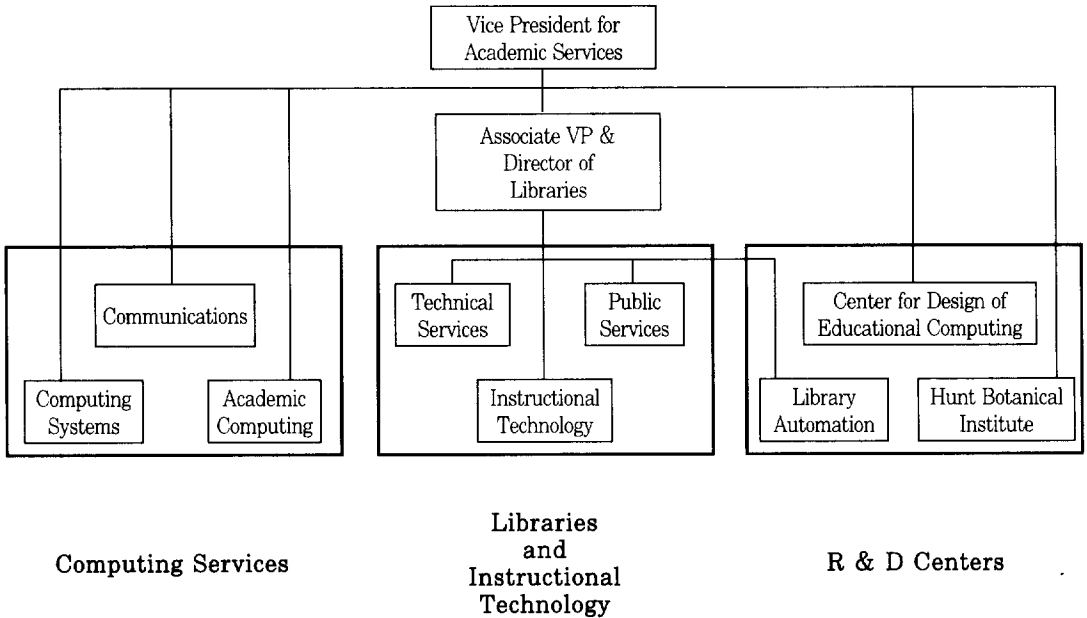 Vice President for
Academic Services
Associate VP &
Director of
Libraries
Communications
Computing
Systems
Academic
Computing
Technical
Services
Public
Services
Instructional
Technology
Center for Design of
Educational Computing
Library
Automation
Hunt Botanical
Institute
Computing Services
Libraries
and
Instructional
Technology
R & D Centers